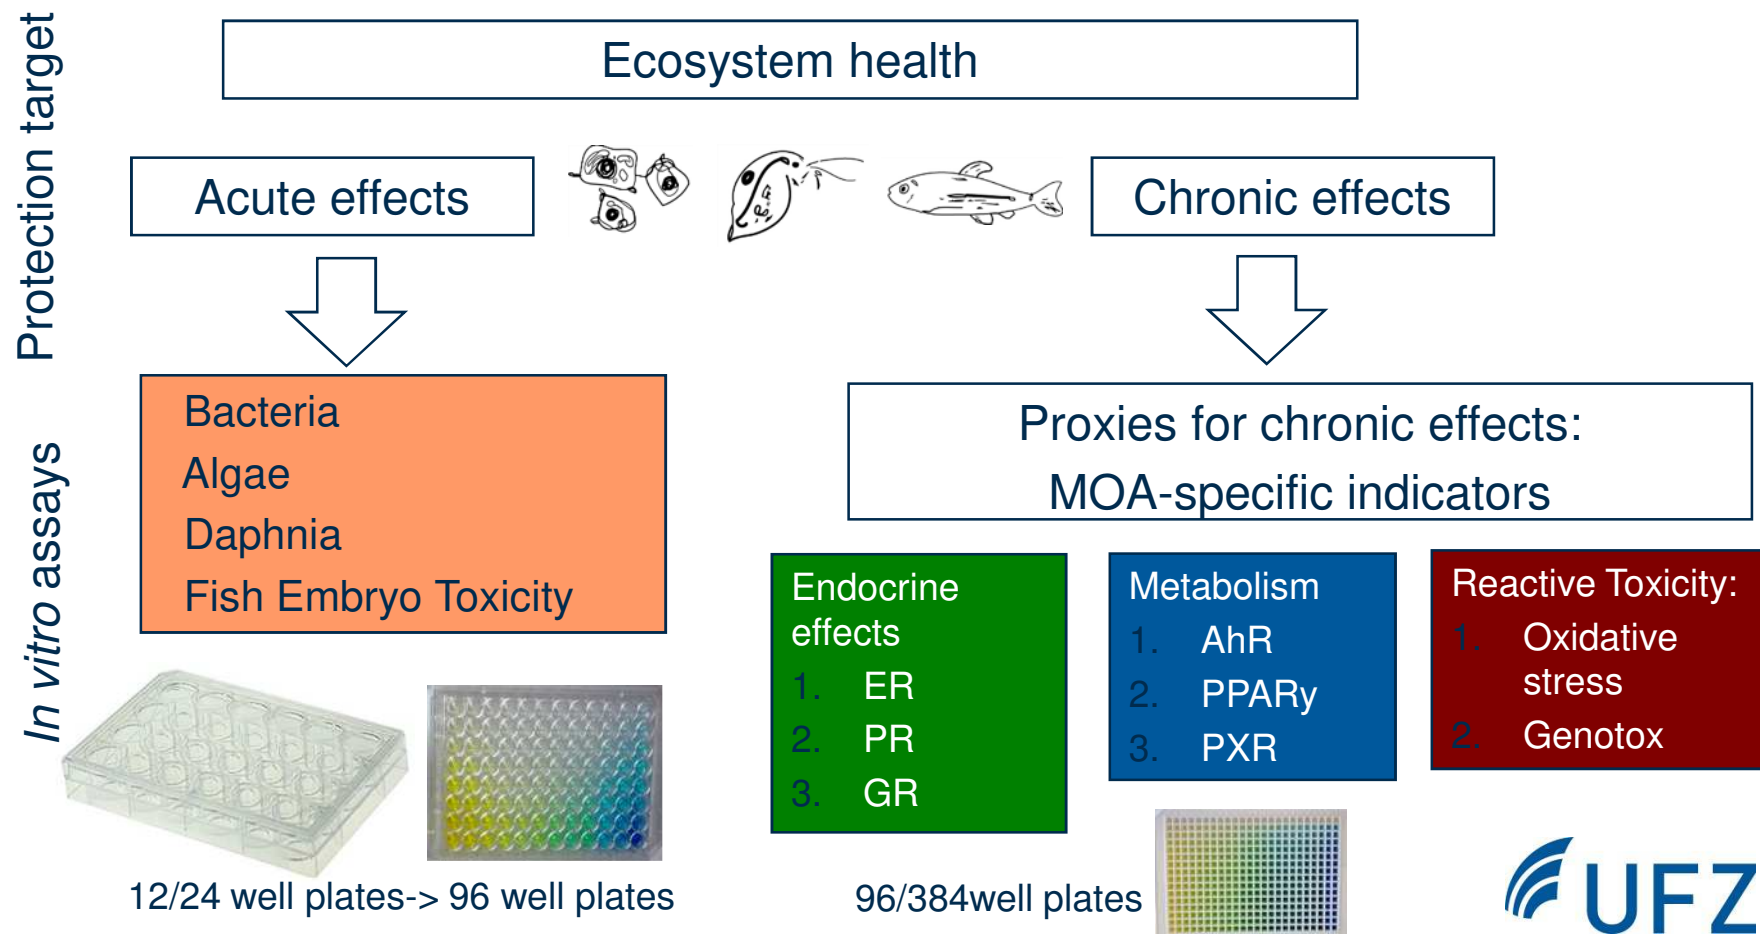 Protection target
Ecosystem health
Acute effects
Chronic effects
In vitro assays
Bacteria
Algae
Daphnia
Fish Embryo Toxicity
Proxies for chronic effects:
MOA-specific indicators
Endocrine
effects
1. ER
2. PR
3. GR
Metabolism
1. AhR
2. PPARy
3. PXR
Reactive Toxicity:
1. Oxidative
stress
2. Genotox
12/24 well plates-> 96 well plates
96/384well plates
UFZ